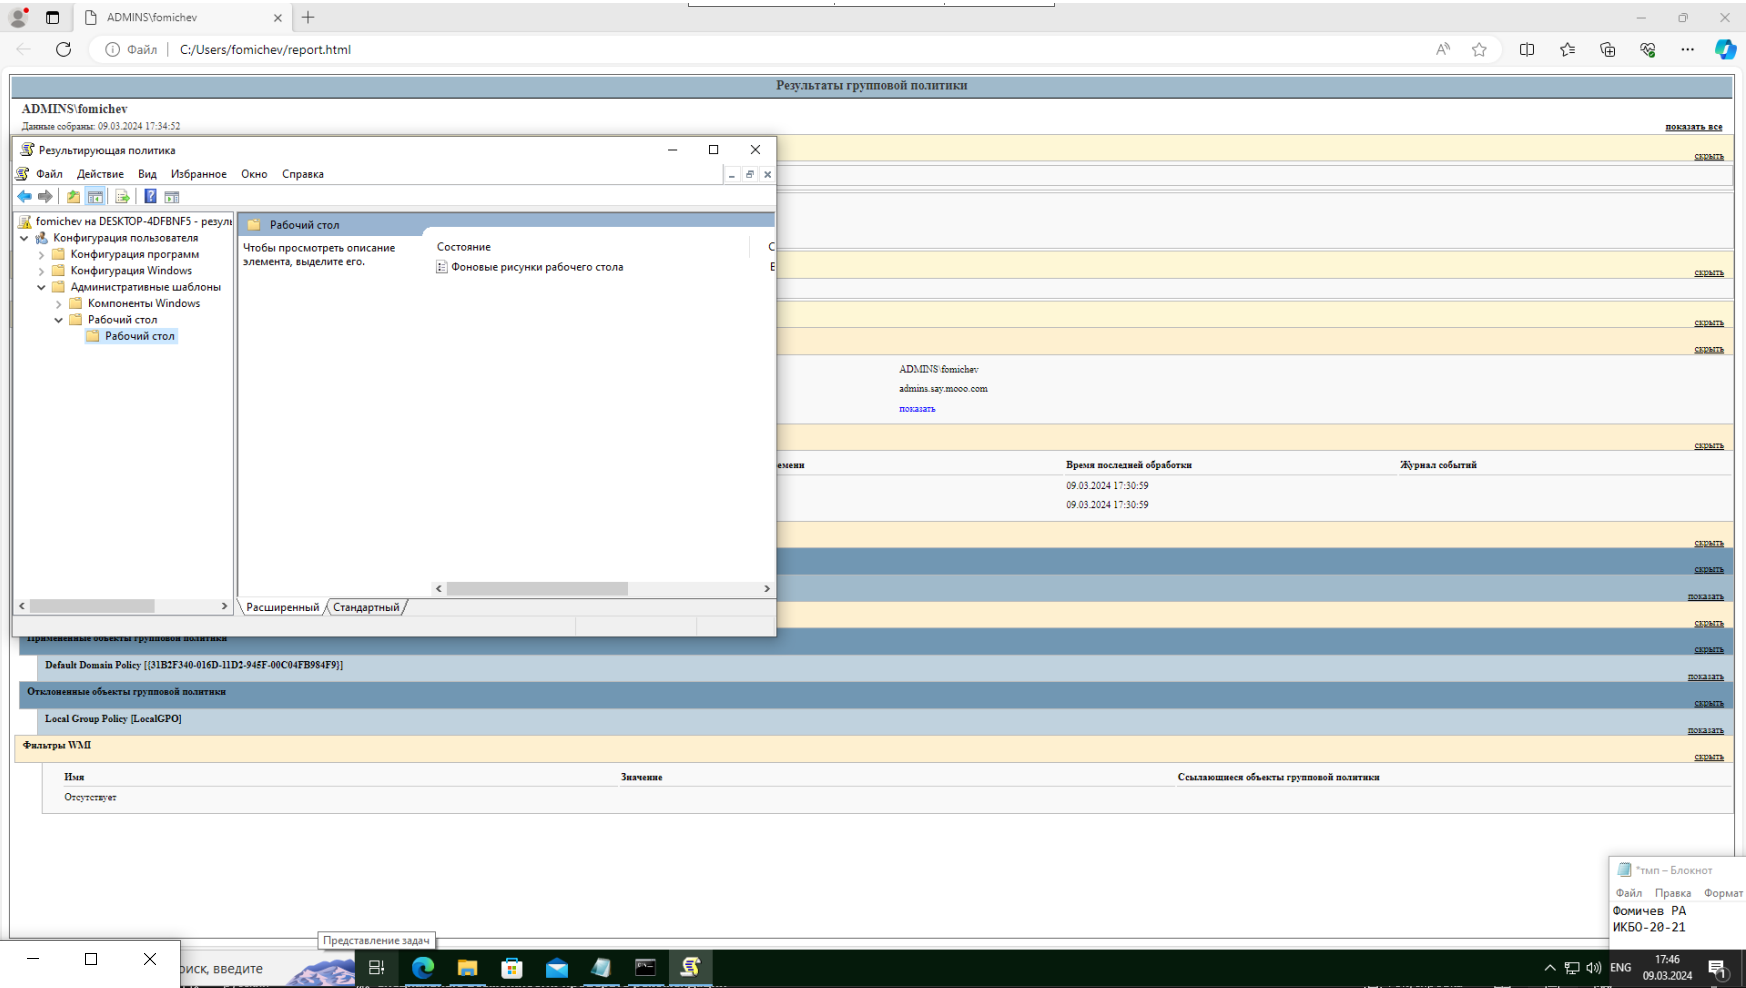 ADMINS\fomichev
Файл
C:/Users/fomichev/report.html
Результаты групповой политики
ADMINS\fomichev
Данные собраны: 09.03.2024 17:34:52
показать все
скрыть
Результирующая политика
Файл Действие Вид Избранное Окно Справка
fomichev на DESKTOP-4DFBNF5 - резуль
Конфигурация пользователя
Конфигурация программ
Конфигурация Windows
Административные шаблоны
Компоненты Windows
Рабочий стол
Рабочий стол
Рабочий стол
Чтобы просмотреть описание
элемента, выделите его.
Состояние
Фоновые рисунки рабочего стола
Расширенный
Стандартный
скрыть
скрыть
скрыть
ADMINS\fomichev
admins.say.mooo.com
показать
скрыть
емени
Время последней обработки
Журнал событий
09.03.2024 17:30:59
09.03.2024 17:30:59
скрыть
скрыть
показать
скрыть
Примененные объекты групповой политики
скрыть
Default Domain Policy [{31B2F340-016D-11D2-945F-00C04FB984F9}]
показать
Отклоненные объекты групповой политики
скрыть
Local Group Policy [LocalGPO]
показать
Фильтры WMI
скрыть
Имя
Значение
Ссылающиеся объекты групповой политики
Отсутствует
*тмп – Блокнот
Файл Правка Формат
Фомичев РА
ИКБО-20-21
Представление задач
оиск, введите
ENG
17:46
09.03.2024
1